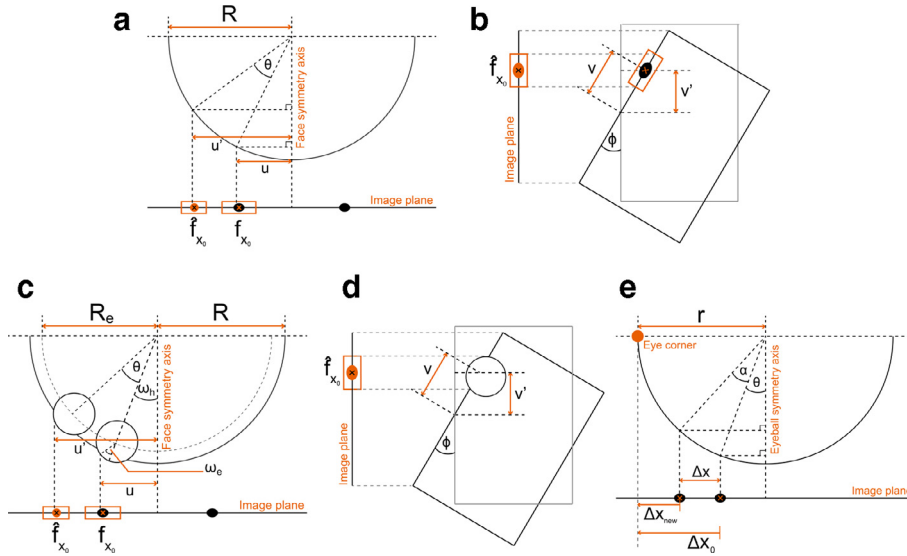 a
R
θ
Face symmetry axis
u'
u
Image plane
f̂x₀
fx₀
b
f̂x₀
v
v'
ϕ
Image plane
c
Rₑ
R
θ
ωₕ
Face symmetry axis
u'
r
ωₑ
u
Image plane
f̂x₀
fx₀
d
f̂x₀
v
v'
ϕ
Image plane
e
r
Eye corner
α
θ
Eyeball symmetry axis
Δx
Image plane
Δxnew
Δx₀